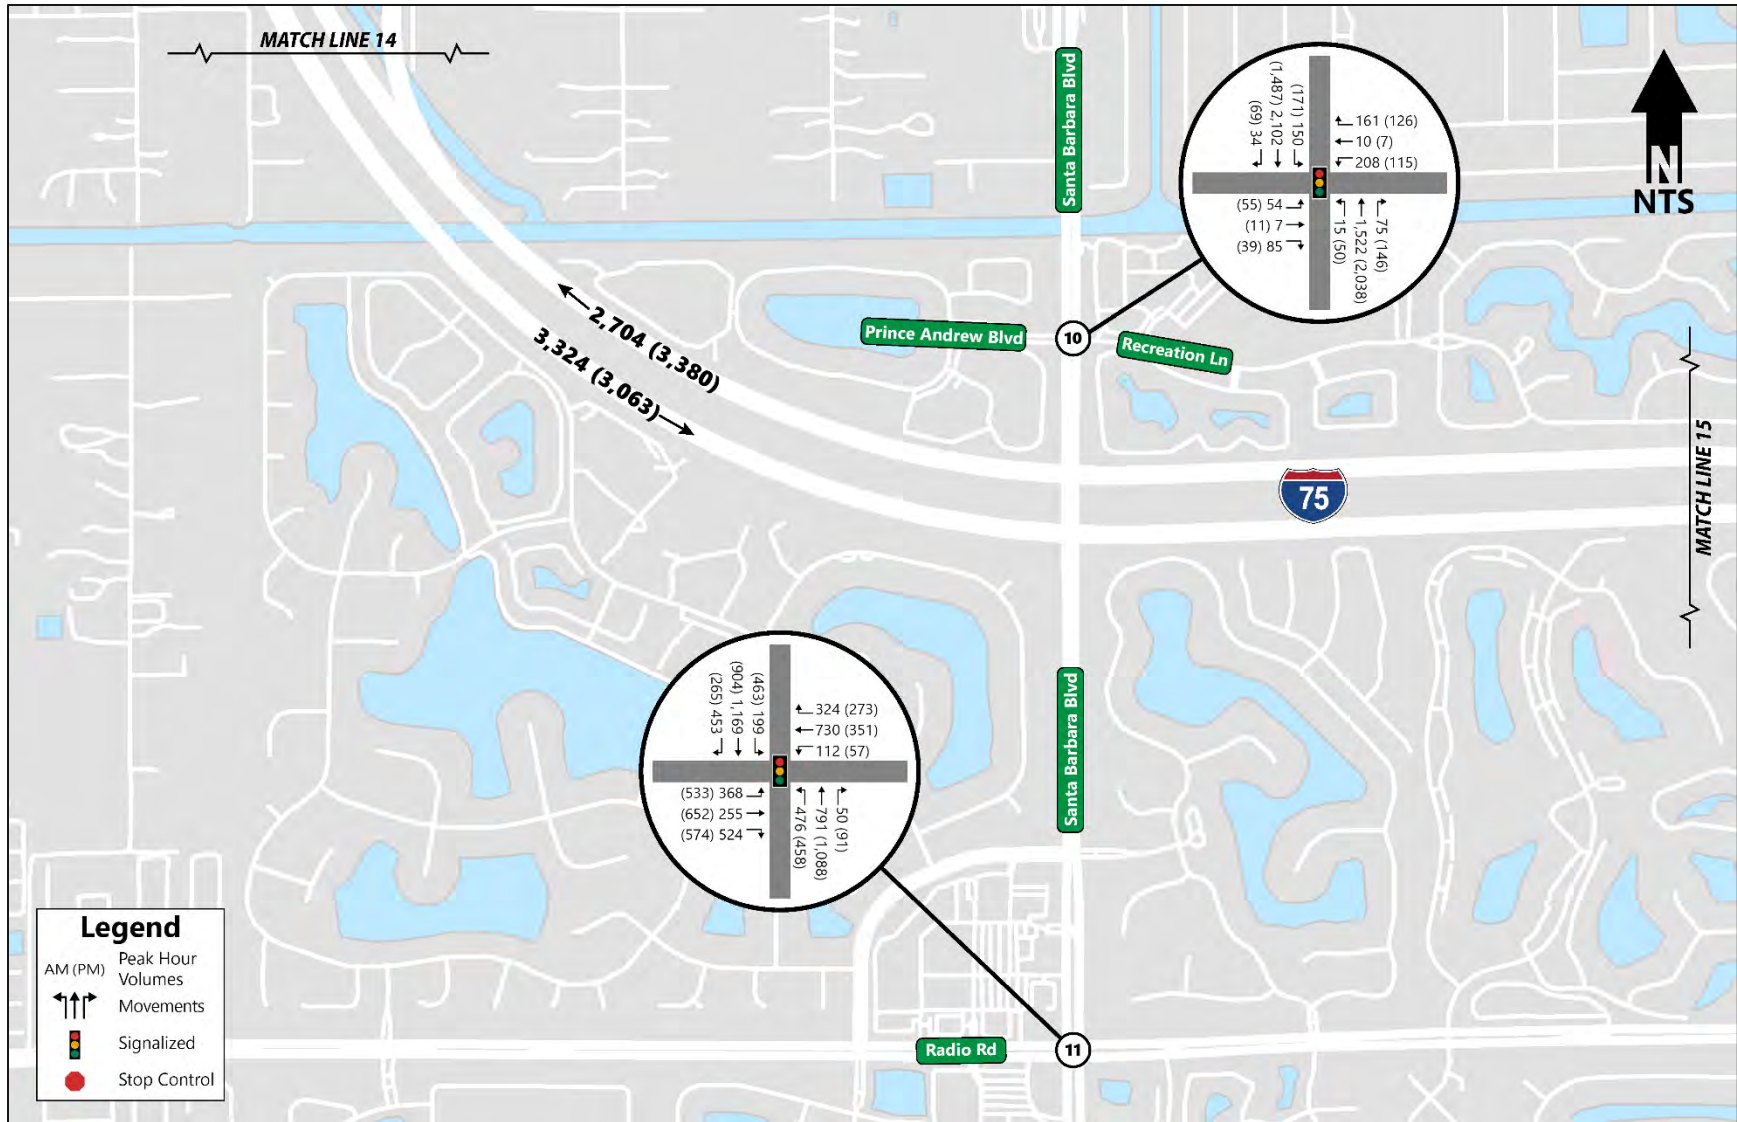 MATCH LINE 14
Santa Barbara Blvd
(69) 34
(1,487) 2,102
(171) 150
161 (126)
10 (7)
208 (115)
(55) 54
(11) 7
(39) 85
15 (50)
1,522 (2,038)
75 (146)
N
NTS
2,704 (3,380)
3,324 (3,063)
Prince Andrew Blvd
10
Recreation Ln
MATCH LINE 15
75
(265) 453
(904) 1,169
(463) 199
324 (273)
730 (351)
112 (57)
(533) 368
(652) 255
(574) 524
476 (458)
791 (1,088)
50 (91)
Santa Barbara Blvd
Legend
AM (PM) Peak Hour
Volumes
Movements
Signalized
Stop Control
Radio Rd
11